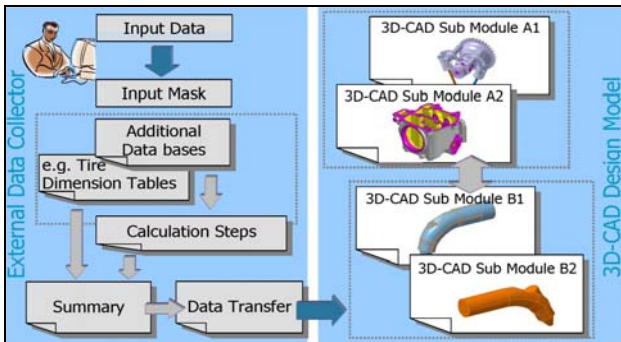 External Data Collector
Input Data
Input Mask
Additional
Data bases
e.g. Tire
Dimension Tables
Calculation Steps
Summary
Data Transfer
3D-CAD Sub Module A1
3D-CAD Sub Module A2
3D-CAD Sub Module B1
3D-CAD Sub Module B2
3D-CAD Design Model